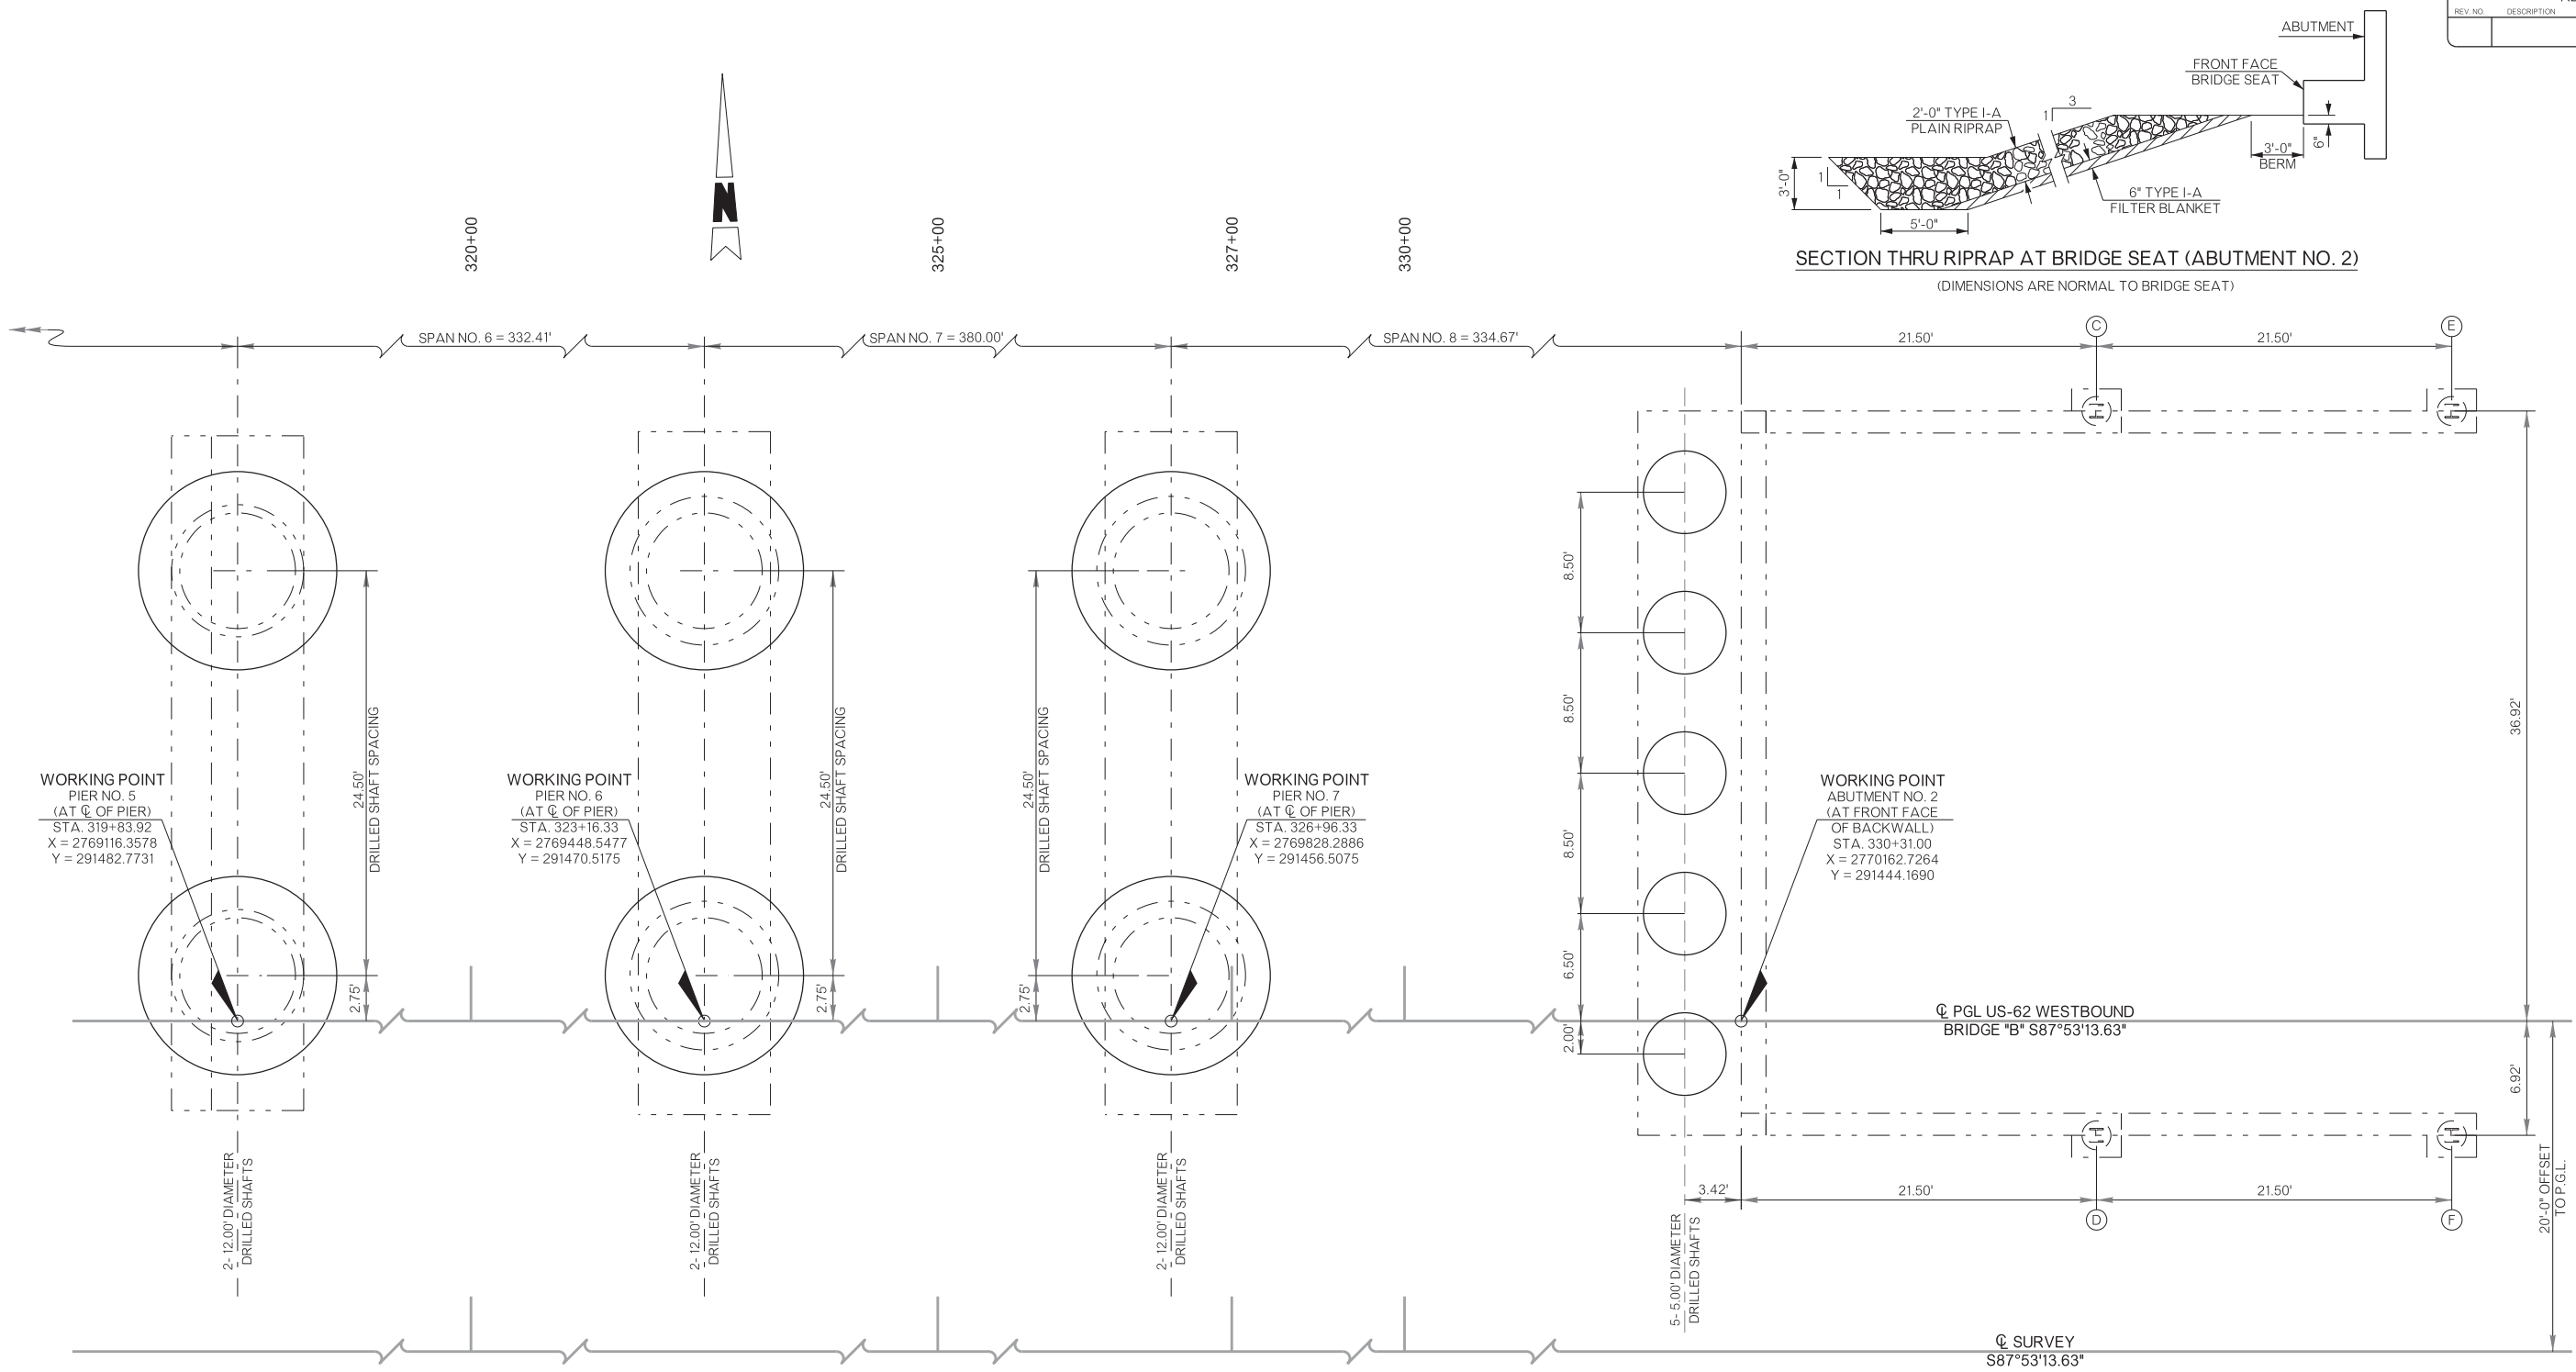 REV. NO. DESCRIPTION
ABUTMENT
FRONT FACE
BRIDGE SEAT
2'-0" TYPE I-A
PLAIN RIPRAP
3
1
3'-0"
1
1
5'-0"
6"
3'-0"
BERM
6" TYPE I-A
FILTER BLANKET
SECTION THRU RIPRAP AT BRIDGE SEAT (ABUTMENT NO. 2)
(DIMENSIONS ARE NORMAL TO BRIDGE SEAT)
N
320+00
325+00
327+00
330+00
SPAN NO. 6 = 332.41'
SPAN NO. 7 = 380.00'
SPAN NO. 8 = 334.67'
21.50'
C
21.50'
E
WORKING POINT
PIER NO. 5
(AT ℄ OF PIER)
STA. 319+83.92
X = 2769116.3578
Y = 291482.7731
24.50'
DRILLED SHAFT SPACING
2.75'
2- 12.00' DIAMETER
DRILLED SHAFTS
WORKING POINT
PIER NO. 6
(AT ℄ OF PIER)
STA. 323+16.33
X = 2769448.5477
Y = 291470.5175
24.50'
DRILLED SHAFT SPACING
2.75'
2- 12.00' DIAMETER
DRILLED SHAFTS
24.50'
DRILLED SHAFT SPACING
2.75'
WORKING POINT
PIER NO. 7
(AT ℄ OF PIER)
STA. 326+96.33
X = 2769828.2886
Y = 291456.5075
2- 12.00' DIAMETER
DRILLED SHAFTS
8.50'
8.50'
8.50'
6.50'
2.00'
WORKING POINT
ABUTMENT NO. 2
(AT FRONT FACE
OF BACKWALL)
STA. 330+31.00
X = 2770162.7264
Y = 291444.1690
36.92'
℄ PGL US-62 WESTBOUND
BRIDGE "B" S87°53'13.63"
6.92'
3.42'
21.50'
D
21.50'
F
5- 5.00' DIAMETER
DRILLED SHAFTS
20'-0" OFFSET
TO P.G.L.
℄ SURVEY
S87°53'13.63"